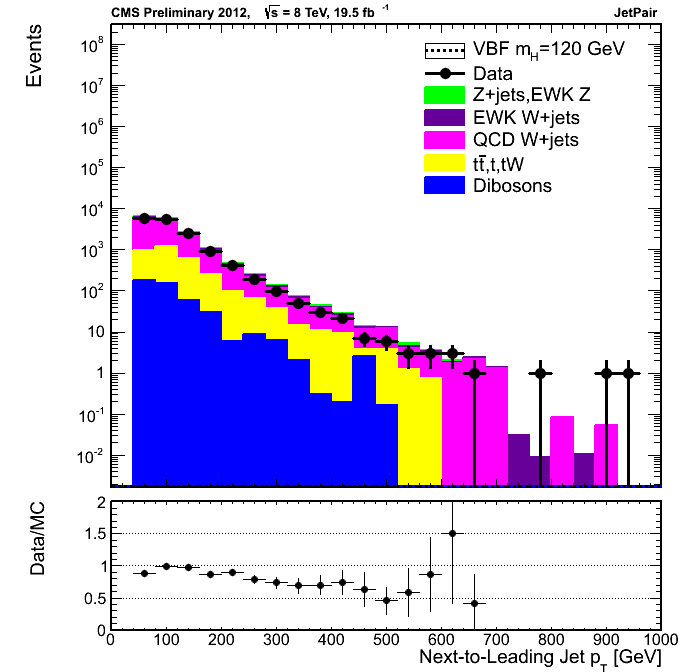 CMS Preliminary 2012, √s = 8 TeV, 19.5 fb⁻¹ JetPair
Events
VBF m_H=120 GeV
Data
Z+jets,EWK Z
EWK W+jets
QCD W+jets
tt̄,t,tW
Dibosons
10⁸
10⁷
10⁶
10⁵
10⁴
10³
10²
10
1
10⁻¹
10⁻²
Data/MC
2
1.5
1
0.5
0
0 100 200 300 400 500 600 700 800 900 1000
Next-to-Leading Jet p_T [GeV]